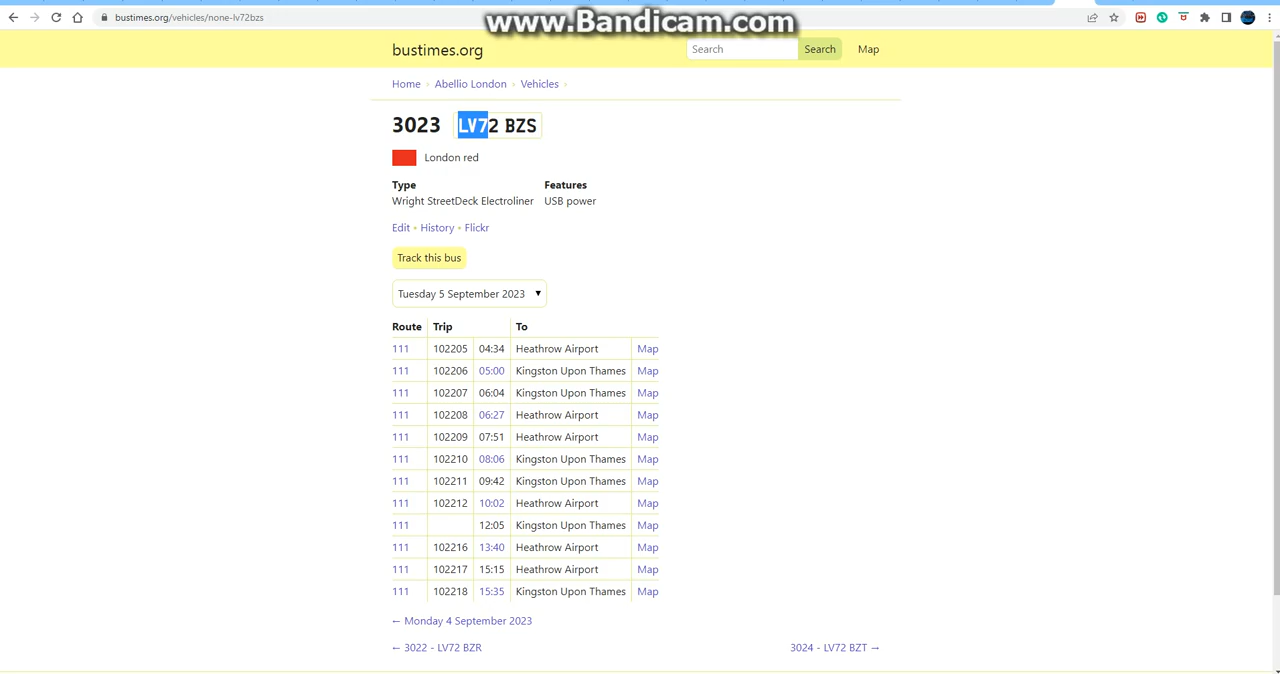 www.Bandicam.com
bustimes.org/vehicles/none-lv72bzs
bustimes.org Search Search Map
Home › Abellio London › Vehicles ›
3023 LV72 BZS
London red
Type Features
Wright StreetDeck Electroliner USB power
Edit • History • Flickr
Track this bus
Tuesday 5 September 2023 ▼
Route Trip To
111 102205 04:34 Heathrow Airport Map
111 102206 05:00 Kingston Upon Thames Map
111 102207 06:04 Kingston Upon Thames Map
111 102208 06:27 Heathrow Airport Map
111 102209 07:51 Heathrow Airport Map
111 102210 08:06 Kingston Upon Thames Map
111 102211 09:42 Kingston Upon Thames Map
111 102212 10:02 Heathrow Airport Map
111 12:05 Kingston Upon Thames Map
111 102216 13:40 Heathrow Airport Map
111 102217 15:15 Heathrow Airport Map
111 102218 15:35 Kingston Upon Thames Map
← Monday 4 September 2023
← 3022 - LV72 BZR 3024 - LV72 BZT →